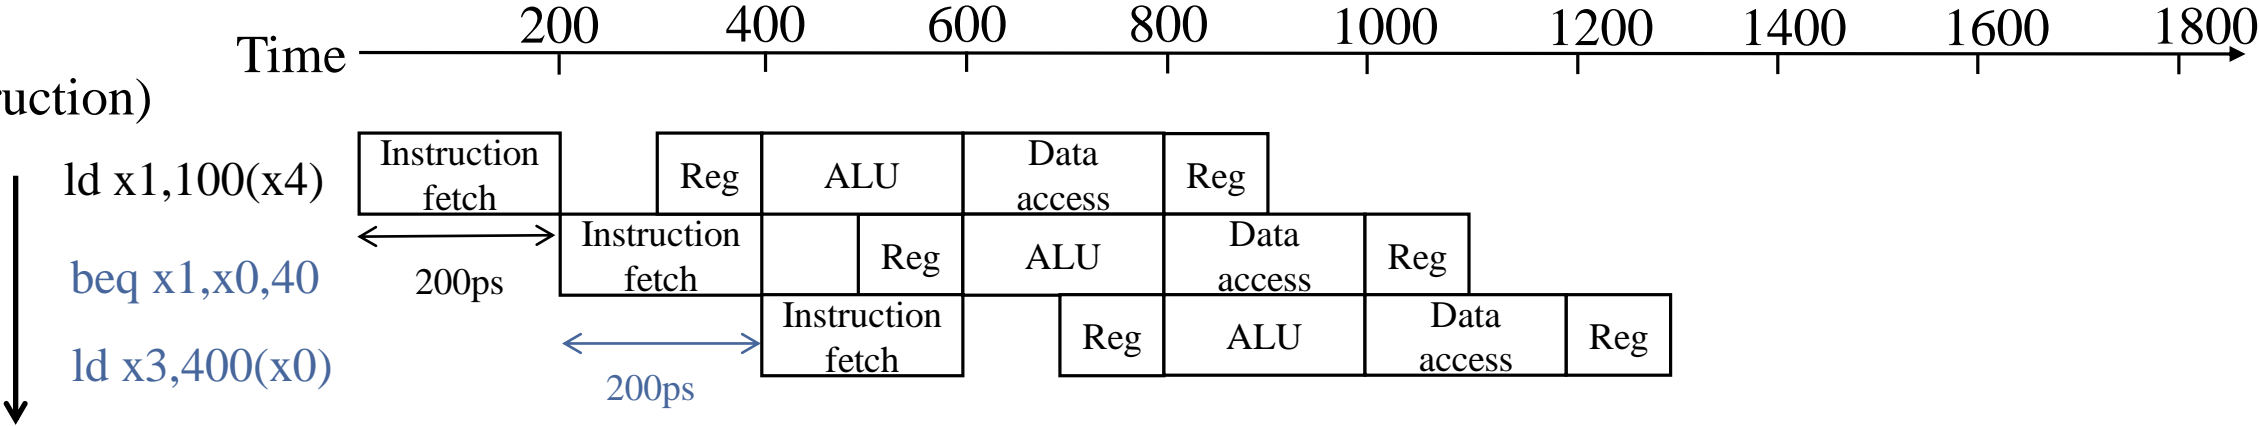 200 400 600 800 1000 1200 1400 1600 1800
Time
ruction)
ld x1,100(x4)
Instruction
fetch
Reg
ALU
Data
access
Reg
beq x1,x0,40
200ps
Instruction
fetch
Reg
ALU
Data
access
Reg
ld x3,400(x0)
200ps
Instruction
fetch
Reg
ALU
Data
access
Reg